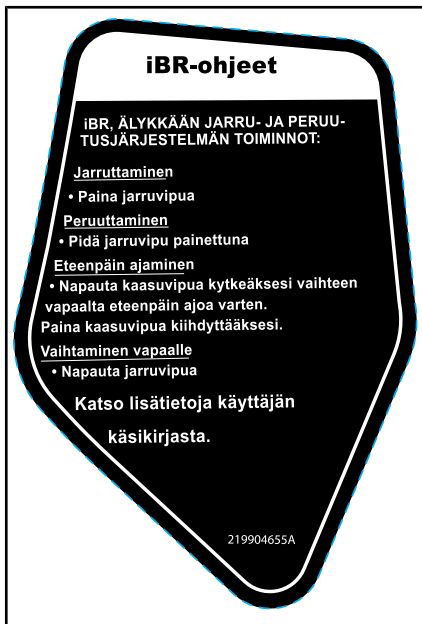 iBR-ohjeet
iBR, ÄLYKKÄÄN JARRU- JA PERUU-
TUSJÄRJESTELMÄN TOIMINNOT:
Jarruttaminen
• Paina jarruvipua
Peruuttaminen
• Pidä jarruvipu painettuna
Eteenpäin ajaminen
• Napauta kaasuvipua kytkeäksesi vaihteen
vapaalta eteenpäin ajoa varten.
Paina kaasuvipua kiihdyttääksesi.
Vaihtaminen vapaalle
• Napauta jarruvipua
Katso lisätietoja käyttäjän
käsikirjasta.
219904655A